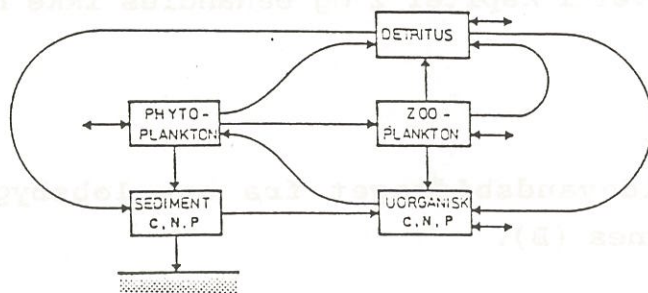 DETRITUS
PHYTO-
PLANKTON
ZOO-
PLANKTON
SEDIMENT
C, N, P
UORGANISK
C, N, P